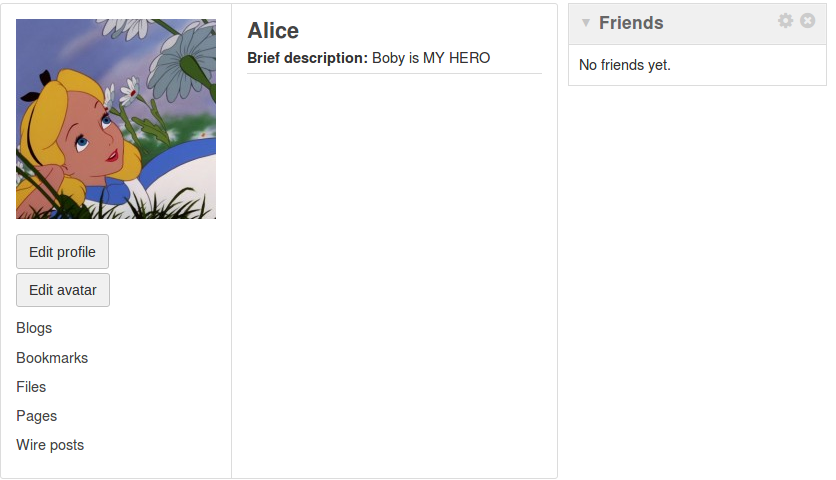 Alice
Brief description: Boby is MY HERO
Edit profile
Edit avatar
Blogs
Bookmarks
Files
Pages
Wire posts
Friends
No friends yet.